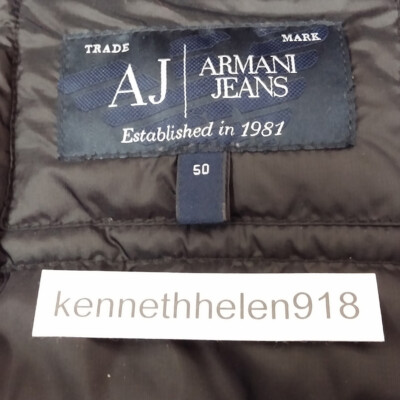 TRADE MARK
AJ ARMANI
JEANS
Established in 1981
50
kennethhelen918